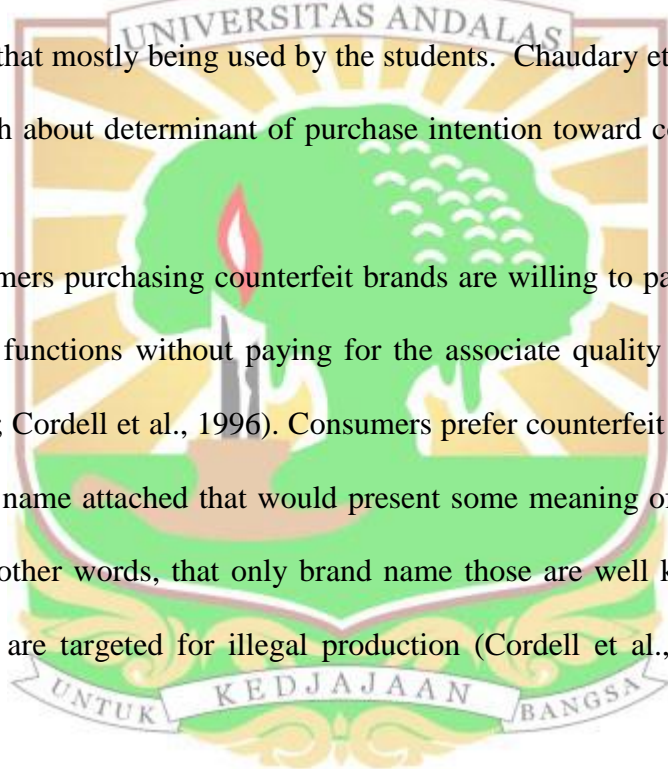 UNIVERSITAS ANDALAS
that mostly being used by the students. Chaudary et
h about determinant of purchase intention toward co
mers purchasing counterfeit brands are willing to pa
functions without paying for the associate quality
; Cordell et al., 1996). Consumers prefer counterfeit
name attached that would present some meaning o
other words, that only brand name those are well k
are targeted for illegal production (Cordell et al.,
UNTUK KEDJAJAAN BANGSA